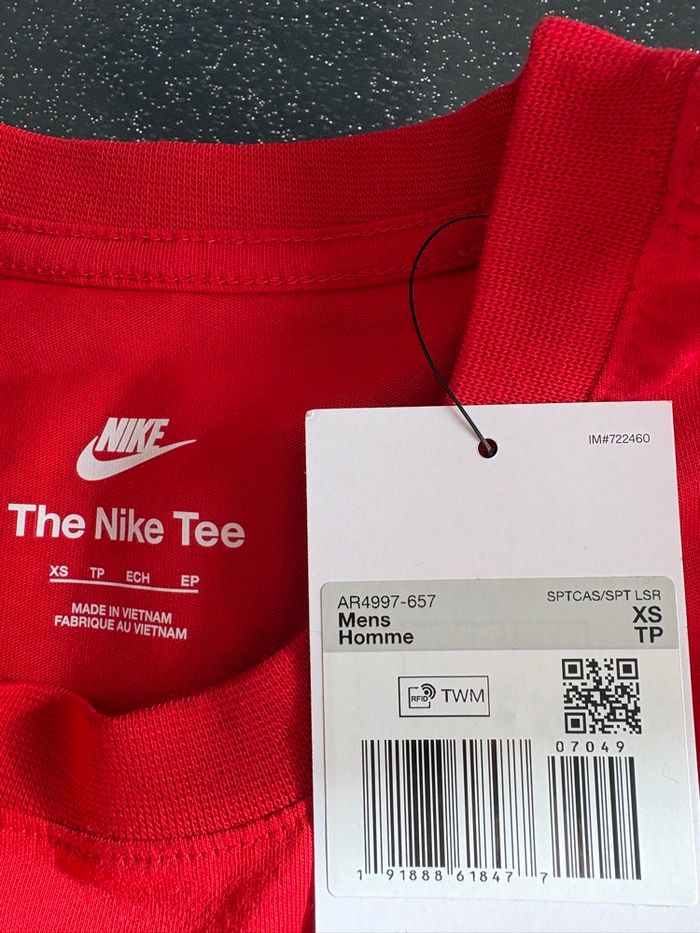 NIKE
The Nike Tee
XS TP ECH EP
MADE IN VIETNAM
FABRIQUE AU VIETNAM
IM#722460
AR4997-657
SPTCAS/SPT LSR
Mens
XS
Homme
TP
RFID TWM
07049
1 91888 61847 7